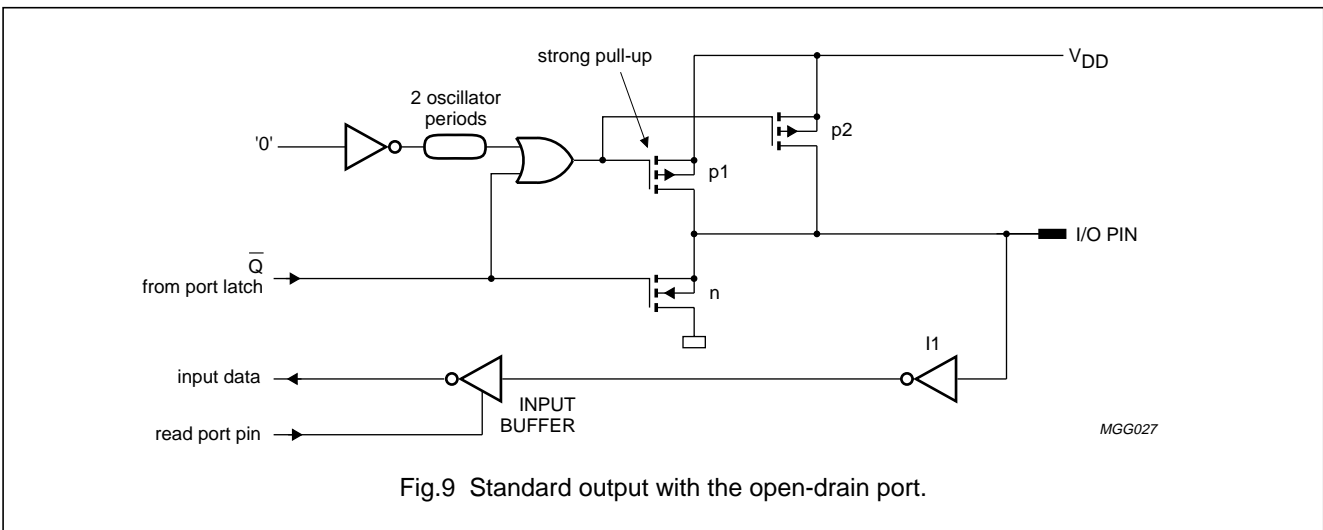 strong pull-up
VDD
2 oscillator
periods
'0'
p2
p1
I/O PIN
Q̅
from port latch
n
I1
input data
INPUT
BUFFER
read port pin
MGG027
Fig.9 Standard output with the open-drain port.